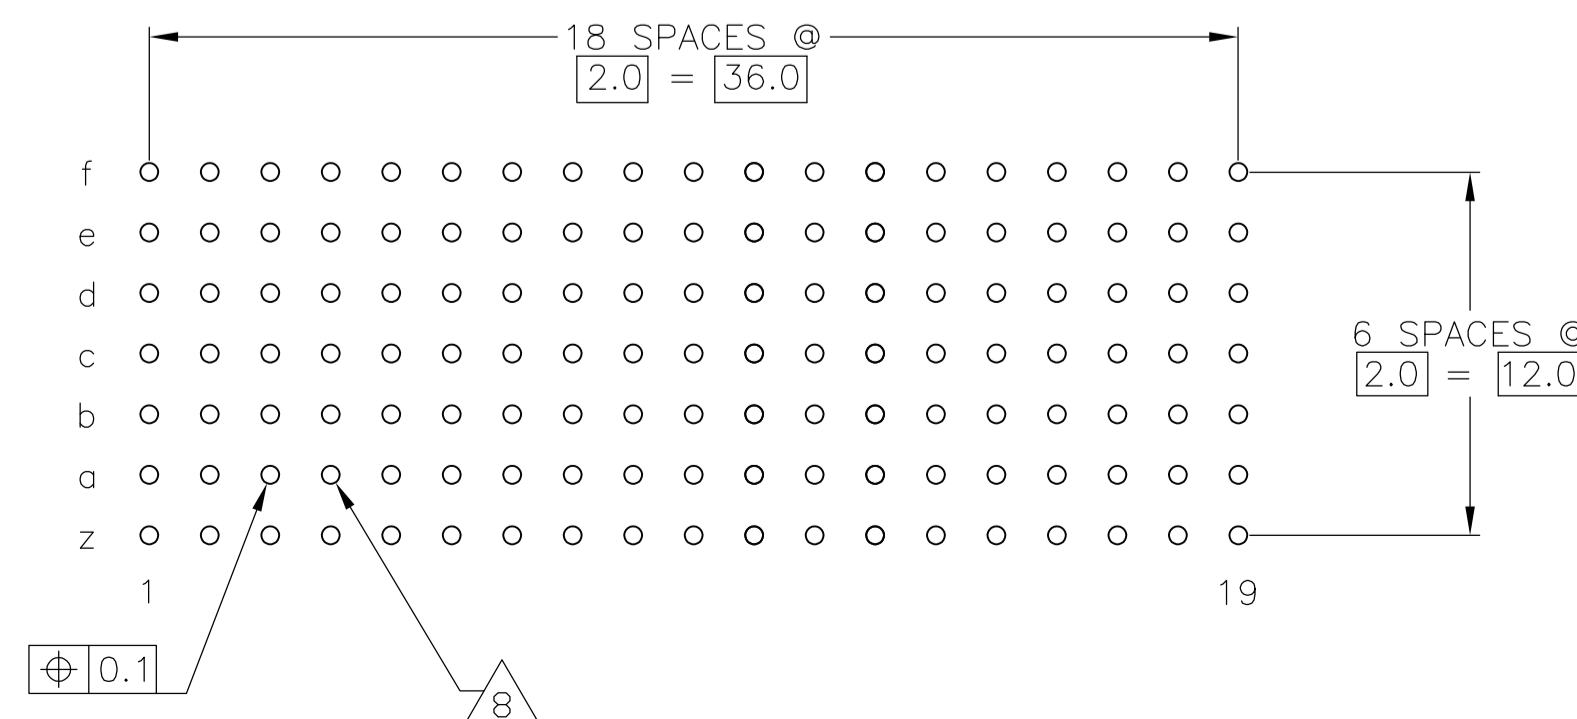 18 SPACES @
2.0 = 36.0
f
e
d
c
b
a
z
6 SPACES @
2.0 = 12.0
1
19
⌖ 0.1
8